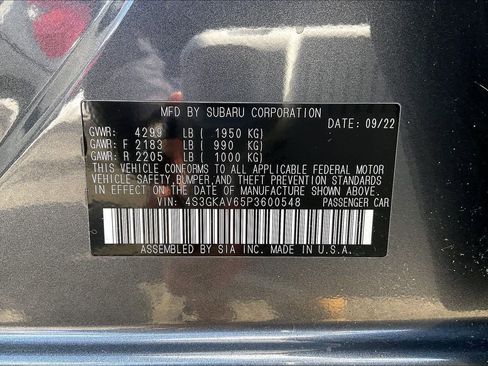 MFD BY SUBARU CORPORATION
DATE: 09/22
GVWR: 4299 LB ( 1950 KG)
GAWR: F 2183 LB ( 990 KG)
GAWR: R 2205 LB ( 1000 KG)
THIS VEHICLE CONFORMS TO ALL APPLICABLE FEDERAL MOTOR
VEHICLE SAFETY,BUMPER,AND THEFT PREVENTION STANDARDS
IN EFFECT ON THE DATE OF MANUFACTURE SHOWN ABOVE.
VIN: 4S3GKAV65P3600548 PASSENGER CAR
ASSEMBLED BY SIA INC. MADE IN U.S.A.